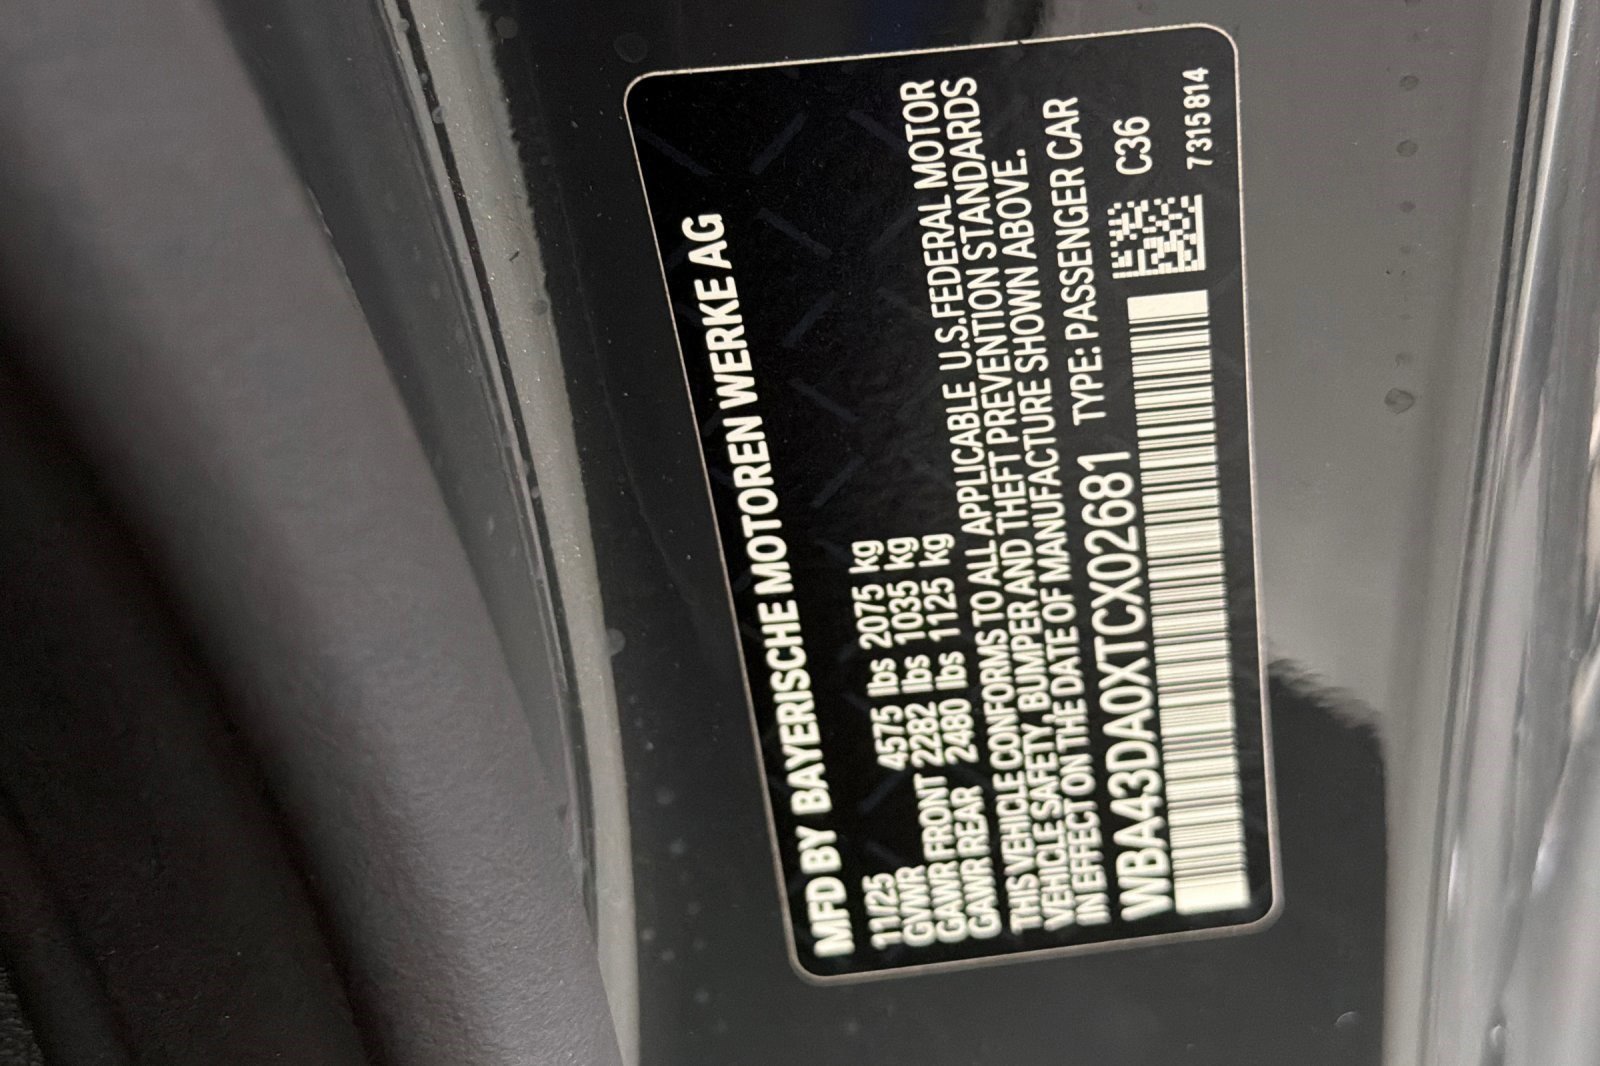 MFD BY BAYERISCHE MOTOREN WERKE AG
11/25
GVWR 4575 lbs 2075 kg
GAWR FRONT 2282 lbs 1035 kg
GAWR REAR 2480 lbs 1125 kg
THIS VEHICLE CONFORMS TO ALL APPLICABLE U.S.FEDERAL MOTOR
VEHICLE SAFETY, BUMPER AND THEFT PREVENTION STANDARDS
IN EFFECT ON THE DATE OF MANUFACTURE SHOWN ABOVE.
WBA43DA0XTCX02681 TYPE: PASSENGER CAR
C36
7315814